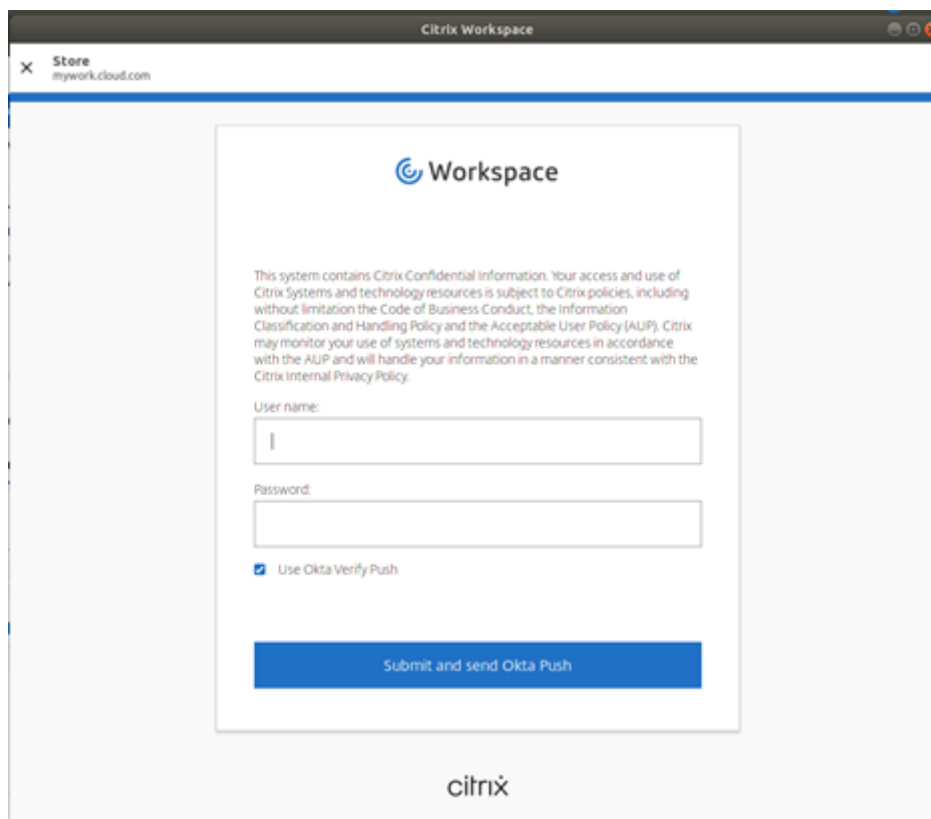 Citrix Workspace
Store
mywork.cloud.com
Workspace
This system contains Citrix Confidential Information. Your access and use of
Citrix Systems and technology resources is subject to Citrix policies, including
without limitation the Code of Business Conduct, the Information
Classification and Handling Policy and the Acceptable User Policy (AUP). Citrix
may monitor your use of systems and technology resources in accordance
with the AUP and will handle your information in a manner consistent with the
Citrix Internal Privacy Policy.
User name:
Password:
Use Okta Verify Push
Submit and send Okta Push
citrix